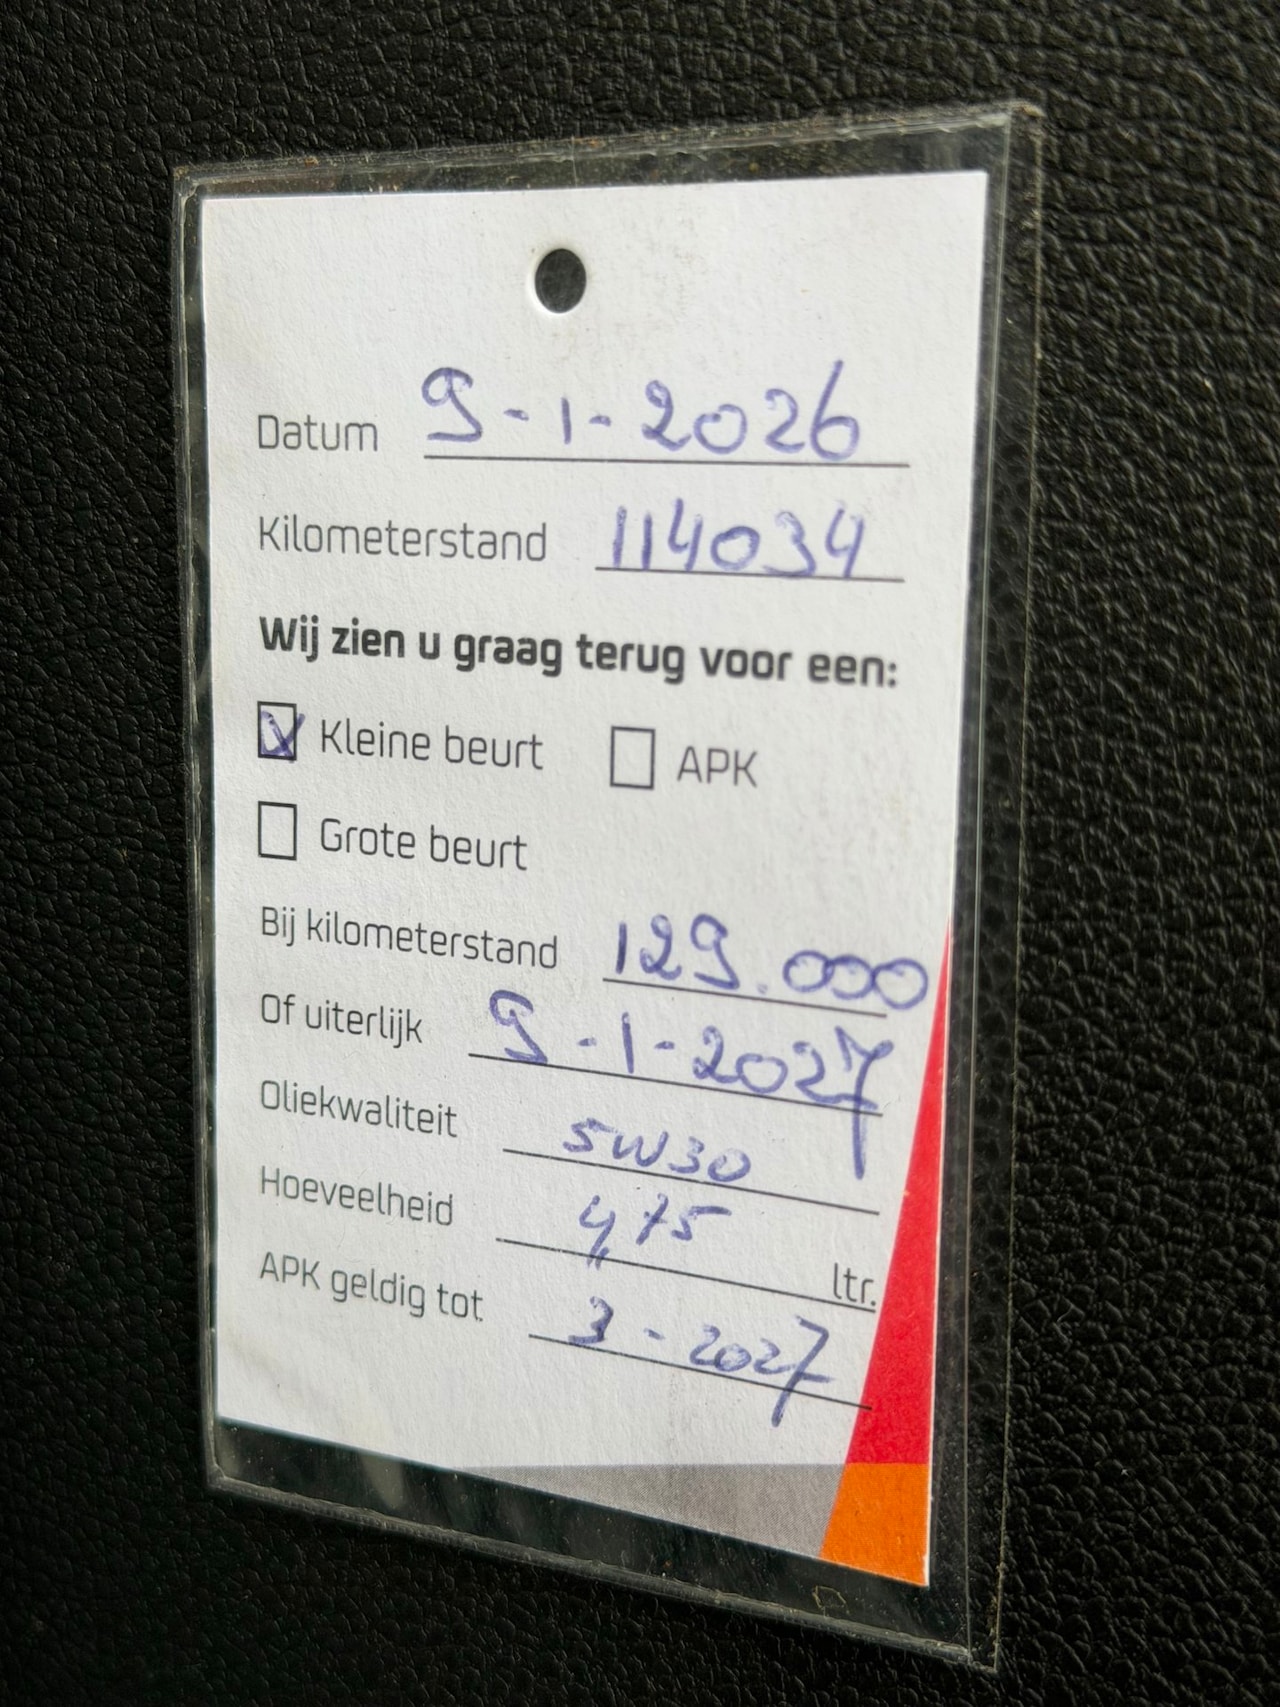 Datum 9-1-2026
Kilometerstand 114034
Wij zien u graag terug voor een:
Kleine beurt APK
Grote beurt
Bij kilometerstand 129.000
Of uiterlijk 9-1-2027
Oliekwaliteit 5W30
Hoeveelheid 4,75 ltr.
APK geldig tot 3-2027